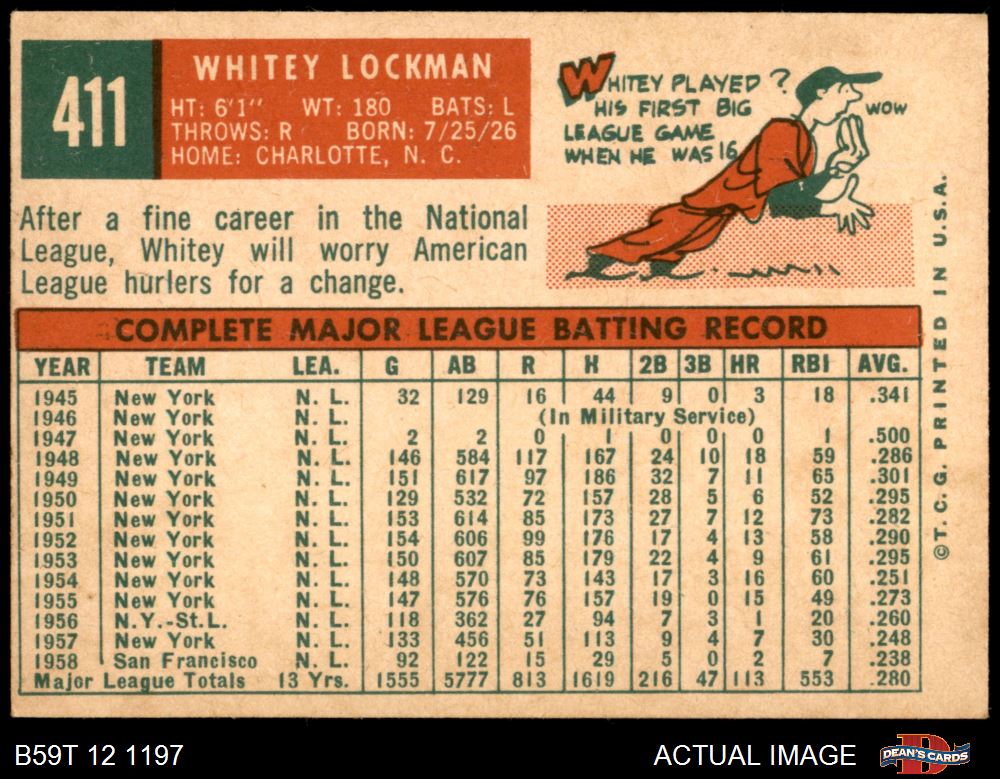 411
WHITEY LOCKMAN
HT: 6'1" WT: 180 BATS: L
THROWS: R BORN: 7/25/26
HOME: CHARLOTTE, N. C.
After a fine career in the National
League, Whitey will worry American
League hurlers for a change.
WHITEY PLAYED ?
HIS FIRST BIG
LEAGUE GAME
WHEN HE WAS 16
WOW
COMPLETE MAJOR LEAGUE BATTING RECORD
YEAR TEAM LEA. G AB R H 2B 3B HR RBI AVG.
1945 New York N. L. 32 129 16 44 9 0 3 18 .341
1946 New York N. L. (In Military Service)
1947 New York N. L. 2 2 0 1 0 0 0 1 .500
1948 New York N. L. 146 584 117 167 24 10 18 59 .286
1949 New York N. L. 151 617 97 186 32 7 11 65 .301
1950 New York N. L. 129 532 72 157 28 5 6 52 .295
1951 New York N. L. 153 614 85 173 27 7 12 73 .282
1952 New York N. L. 154 606 99 176 17 4 13 58 .290
1953 New York N. L. 150 607 85 179 22 4 9 61 .295
1954 New York N. L. 148 570 73 143 17 3 16 60 .251
1955 New York N. L. 147 576 76 157 19 0 15 49 .273
1956 N.Y.-St.L. N. L. 118 362 27 94 7 3 1 20 .260
1957 New York N. L. 133 456 51 113 9 4 7 30 .248
1958 San Francisco N. L. 92 122 15 29 5 0 2 7 .238
Major League Totals 13 Yrs. 1555 5777 813 1619 216 47 113 553 .280
©T. C. G. PRINTED IN U.S.A.
B59T 12 1197
ACTUAL IMAGE
DEAN'S CARDS